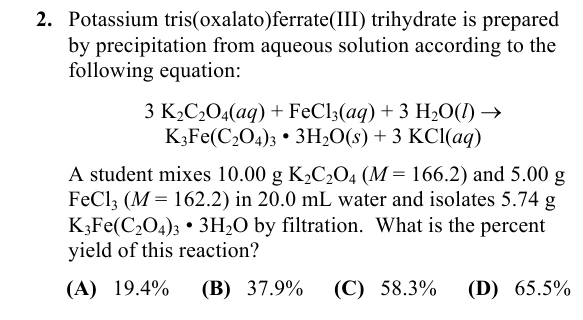 2. Potassium tris(oxalato)ferrate(III) trihydrate is prepared
by precipitation from aqueous solution according to the
following equation:
3 K₂C₂O₄(aq) + FeCl₃(aq) + 3 H₂O(l) →
K₃Fe(C₂O₄)₃ • 3H₂O(s) + 3 KCl(aq)
A student mixes 10.00 g K₂C₂O₄ (M = 166.2) and 5.00 g
FeCl₃ (M = 162.2) in 20.0 mL water and isolates 5.74 g
K₃Fe(C₂O₄)₃ • 3H₂O by filtration. What is the percent
yield of this reaction?
(A) 19.4% (B) 37.9% (C) 58.3% (D) 65.5%